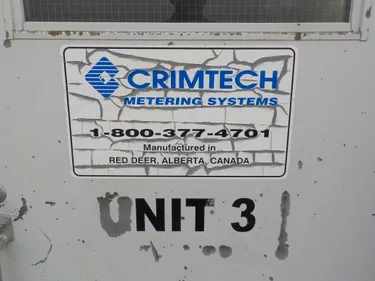 CRIMTECH
METERING SYSTEMS
1-800-377-4701
Manufactured in
RED DEER, ALBERTA, CANADA
UNIT 3